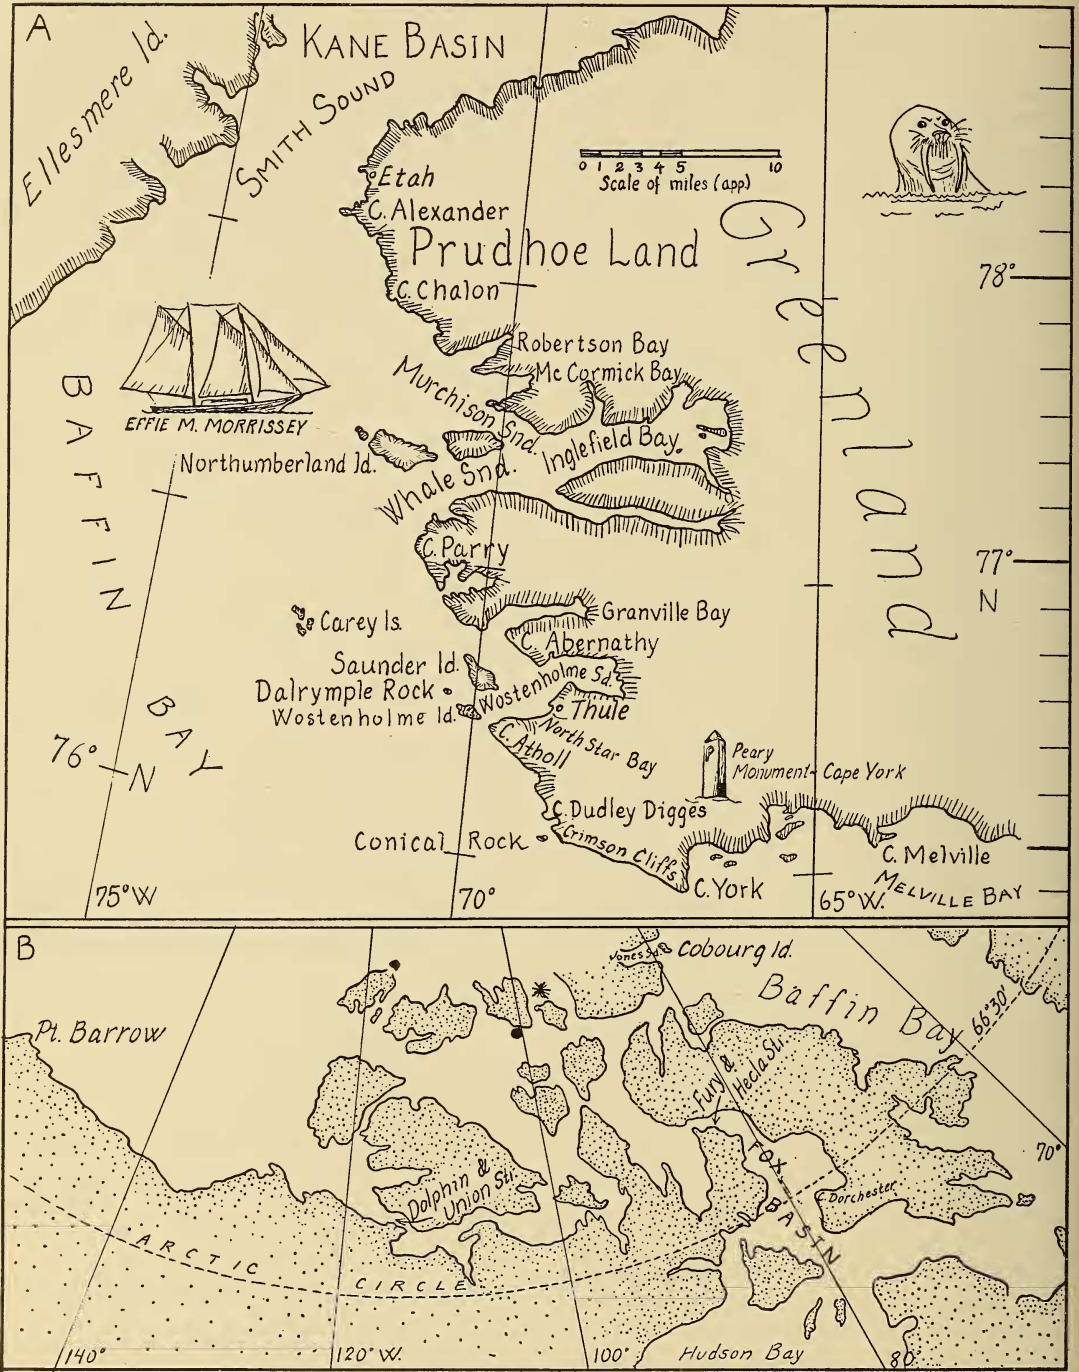 A
Ellesmere Id.
KANE BASIN
SMITH SOUND
Etah
C. Alexander
Prudhoe Land
C. Chalon
0 1 2 3 4 5 10
Scale of miles (app.)
Greenland
78°
EFFIE M. MORRISSEY
BAFFIN
BAY
Robertson Bay
Mc Cormick Bay
Murchison Snd.
Inglefield Bay.
Northumberland Id.
Whale Snd.
C. Parry
77°
N
Carey Is.
Granville Bay
C. Abernathy
Saunder Id.
Dalrymple Rock
Wostenholme Sd.
Wostenholme Id.
Thule
North Star Bay
C. Atholl
76°
N
Peary
Monument - Cape York
C. Dudley Digges
Conical Rock
Crimson Cliffs
C. York
C. Melville
MELVILLE BAY
75° W
70°
65° W.
B
Pt. Barrow
Jones Sd.
Cobourg Id.
Baffin Bay
66°30'
Fury &
Hecla Str.
70°
Dolphin &
Union Str.
FOX
BASIN
C. Dorchester
ARCTIC CIRCLE
140°
120° W.
100°
Hudson Bay
80°